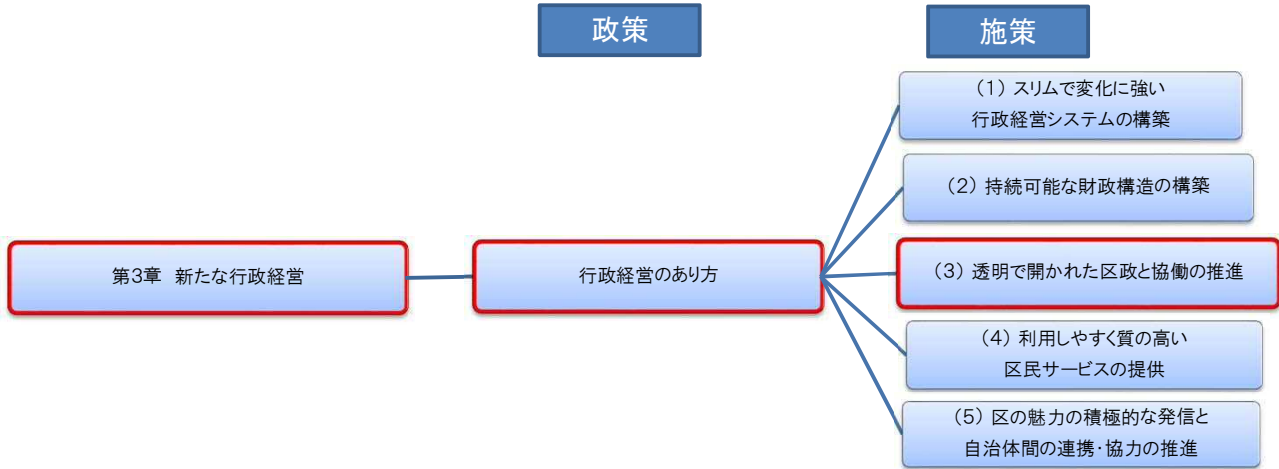 政策
施策
第3章 新たな行政経営
行政経営のあり方
(1) スリムで変化に強い
行政経営システムの構築
(2) 持続可能な財政構造の構築
(3) 透明で開かれた区政と協働の推進
(4) 利用しやすく質の高い
区民サービスの提供
(5) 区の魅力の積極的な発信と
自治体間の連携・協力の推進